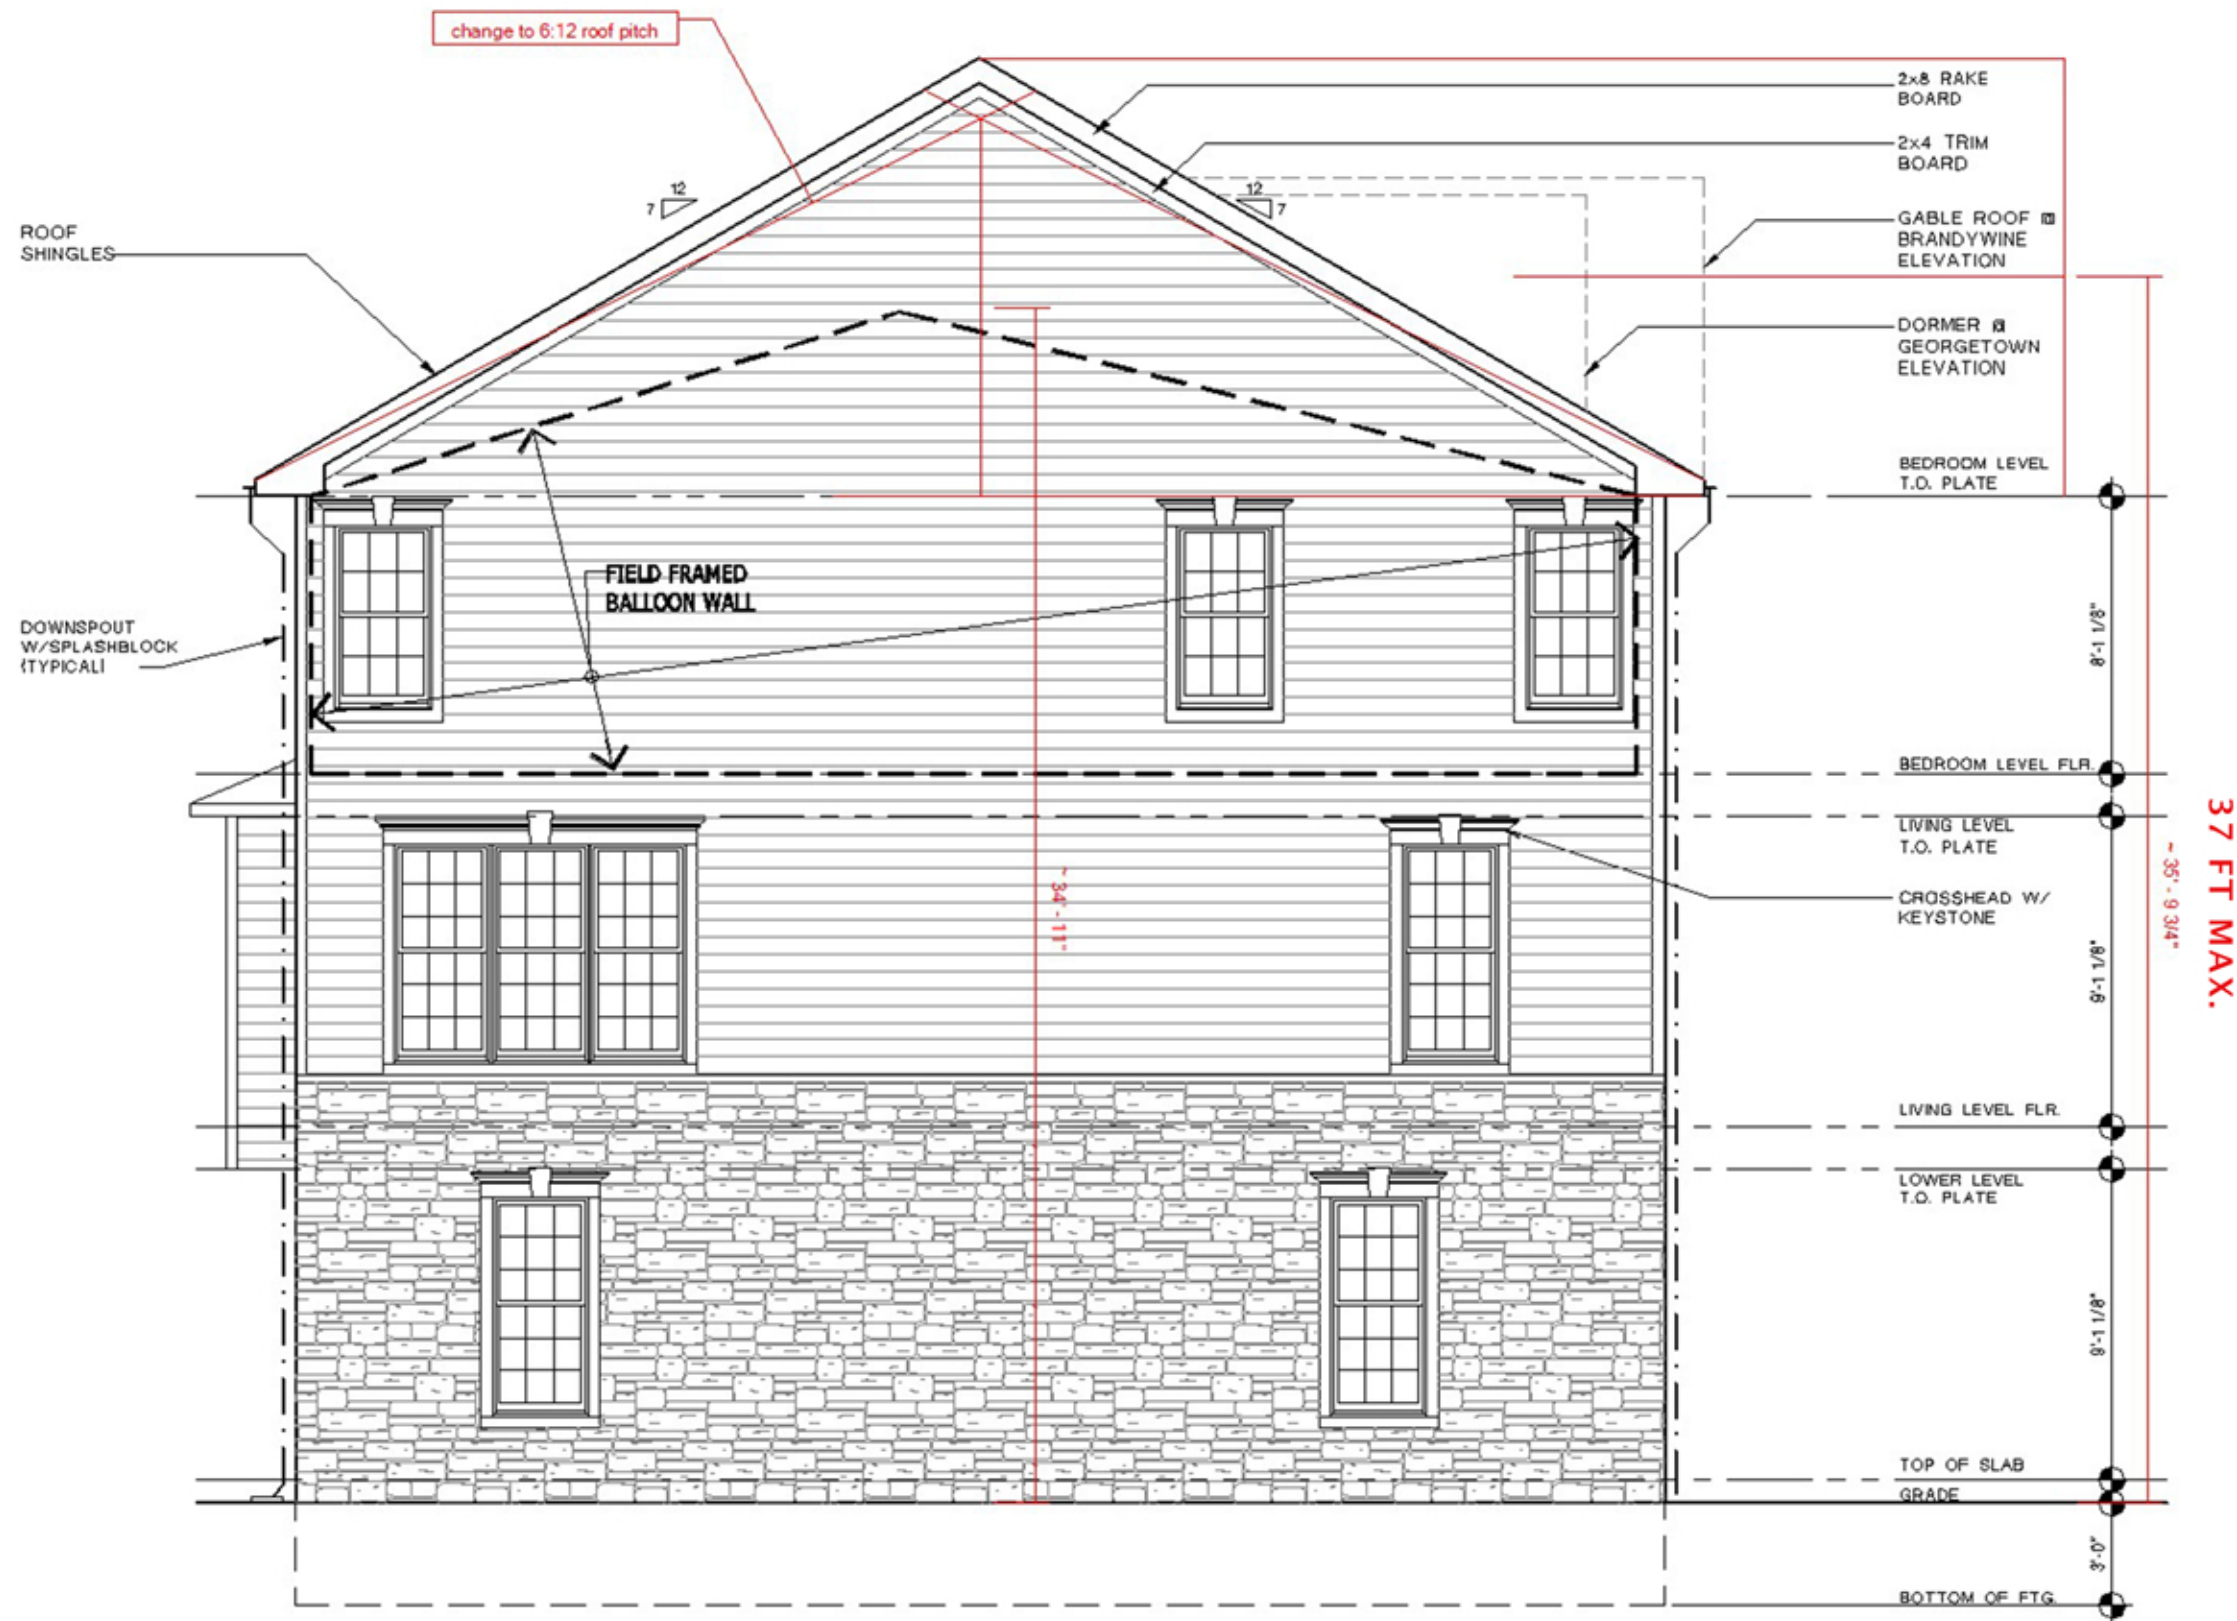 change to 6:12 roof pitch
2x8 RAKE
BOARD
2x4 TRIM
BOARD
12
7
12
7
GABLE ROOF @
BRANDYWINE
ELEVATION
ROOF
SHINGLES
DORMER @
GEORGETOWN
ELEVATION
BEDROOM LEVEL
T.O. PLATE
FIELD FRAMED
BALLOON WALL
DOWNSPOUT
W/SPLASHBLOCK
(TYPICAL)
8'-1 1/8"
BEDROOM LEVEL FLR.
LIVING LEVEL
T.O. PLATE
CROSSHEAD W/
KEYSTONE
~ 34' - 11"
~ 35' - 9 3/4"
37 FT MAX.
9'-1 1/8"
LIVING LEVEL FLR.
LOWER LEVEL
T.O. PLATE
9'-1 1/8"
TOP OF SLAB
GRADE
3'-0"
BOTTOM OF FTG.